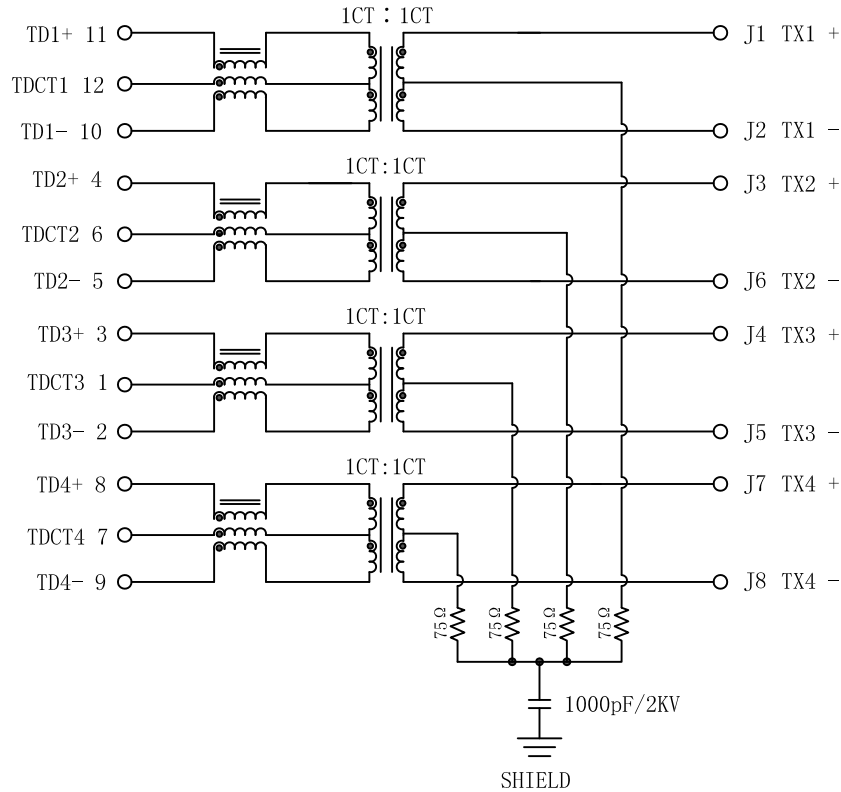 1CT : 1CT
TD1+ 11
J1 TX1 +
TDCT1 12
TD1- 10
J2 TX1 -
1CT:1CT
TD2+ 4
J3 TX2 +
TDCT2 6
TD2- 5
J6 TX2 -
1CT:1CT
TD3+ 3
J4 TX3 +
TDCT3 1
TD3- 2
J5 TX3 -
1CT:1CT
TD4+ 8
J7 TX4 +
TDCT4 7
TD4- 9
J8 TX4 -
75Ω
75Ω
75Ω
75Ω
1000pF/2KV
SHIELD